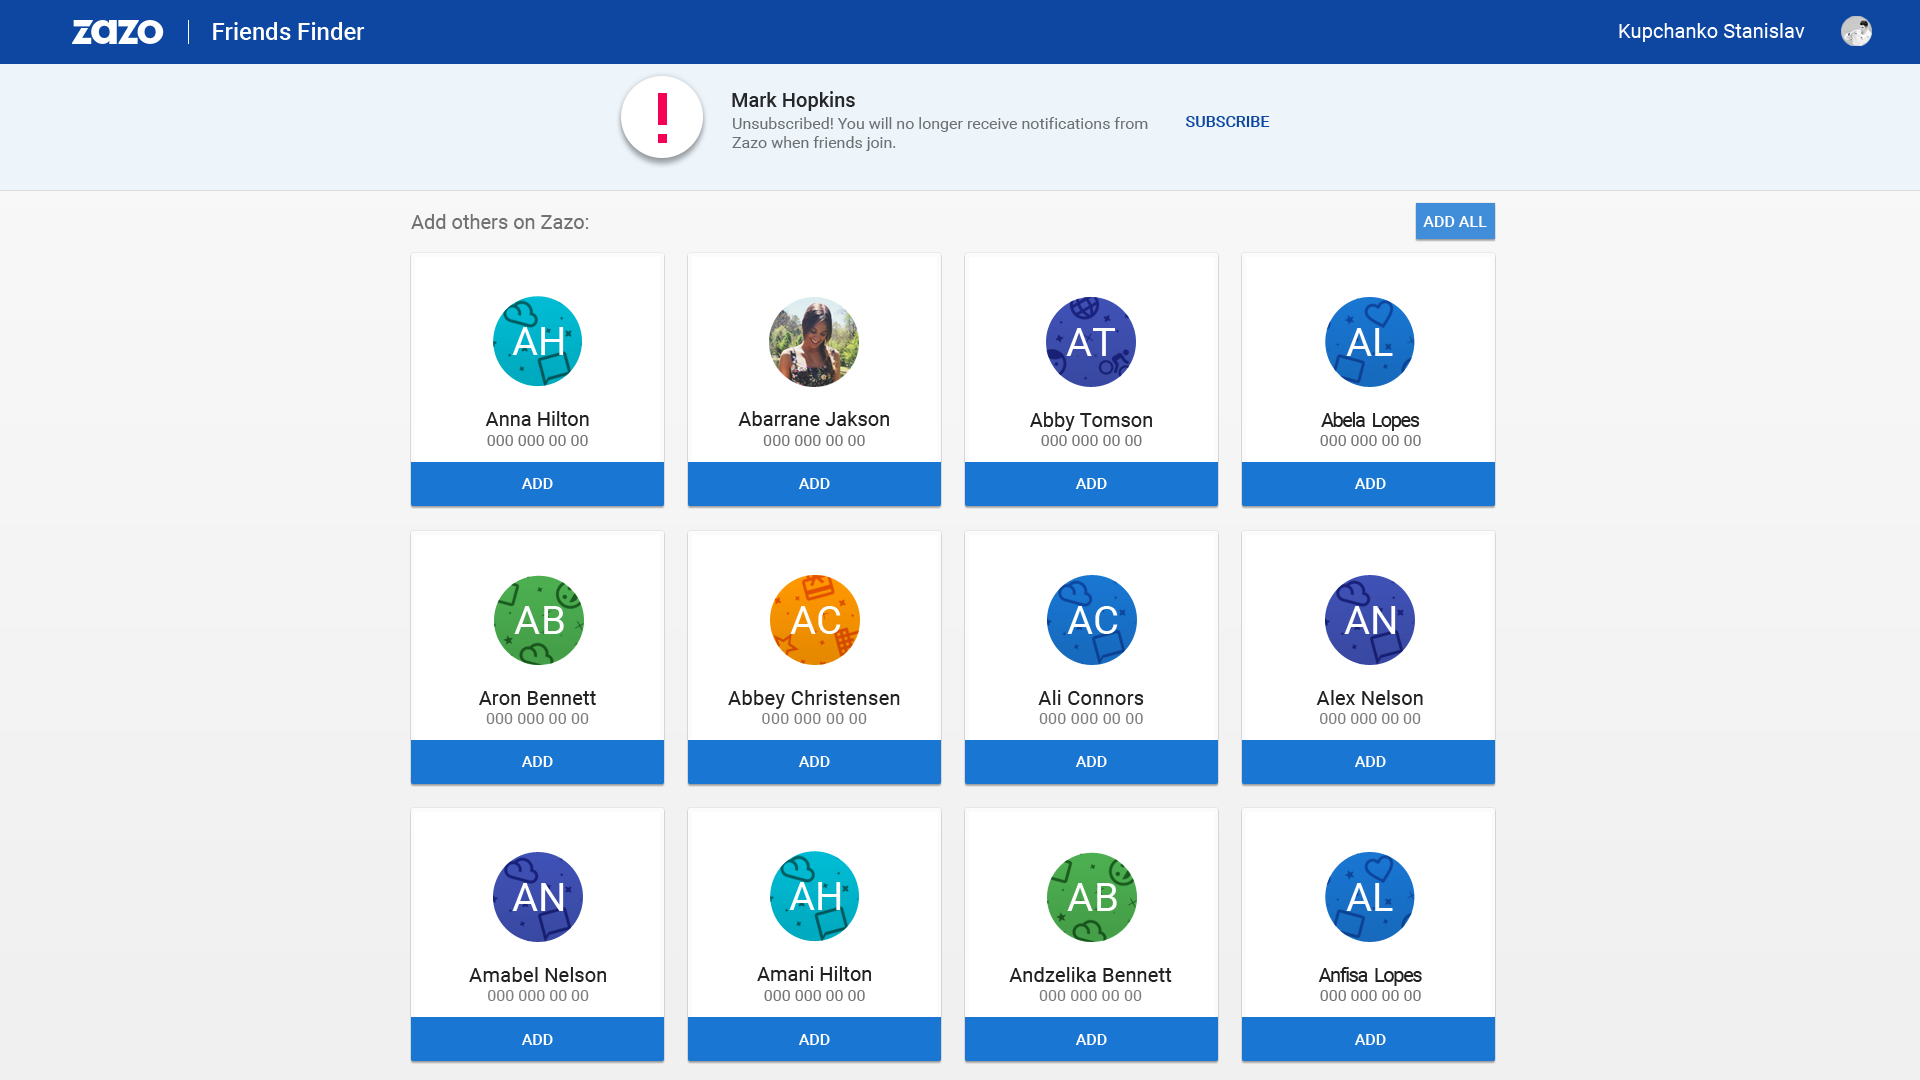 zazo Friends Finder Kupchanko Stanislav
Mark Hopkins
Unsubscribed! You will no longer receive notifications from
Zazo when friends join.
SUBSCRIBE
Add others on Zazo: ADD ALL
AH AT AL
Anna Hilton Abarrane Jakson Abby Tomson Abela Lopes
000 000 00 00 000 000 00 00 000 000 00 00 000 000 00 00
ADD ADD ADD ADD
AB AC AC AN
Aron Bennett Abbey Christensen Ali Connors Alex Nelson
000 000 00 00 000 000 00 00 000 000 00 00 000 000 00 00
ADD ADD ADD ADD
AN AH AB AL
Amabel Nelson Amani Hilton Andzelika Bennett Anfisa Lopes
000 000 00 00 000 000 00 00 000 000 00 00 000 000 00 00
ADD ADD ADD ADD